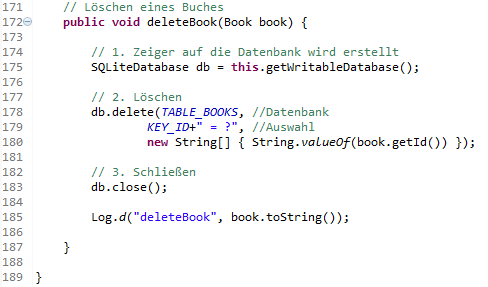 171 // Löschen eines Buches
172 public void deleteBook(Book book) {
173
174 // 1. Zeiger auf die Datenbank wird erstellt
175 SQLiteDatabase db = this.getWritableDatabase();
176
177 // 2. Löschen
178 db.delete(TABLE_BOOKS, //Datenbank
179 KEY_ID+" = ?", //Auswahl
180 new String[] { String.valueOf(book.getId()) });
181
182 // 3. Schließen
183 db.close();
184
185 Log.d("deleteBook", book.toString());
186
187 }
188
189 }